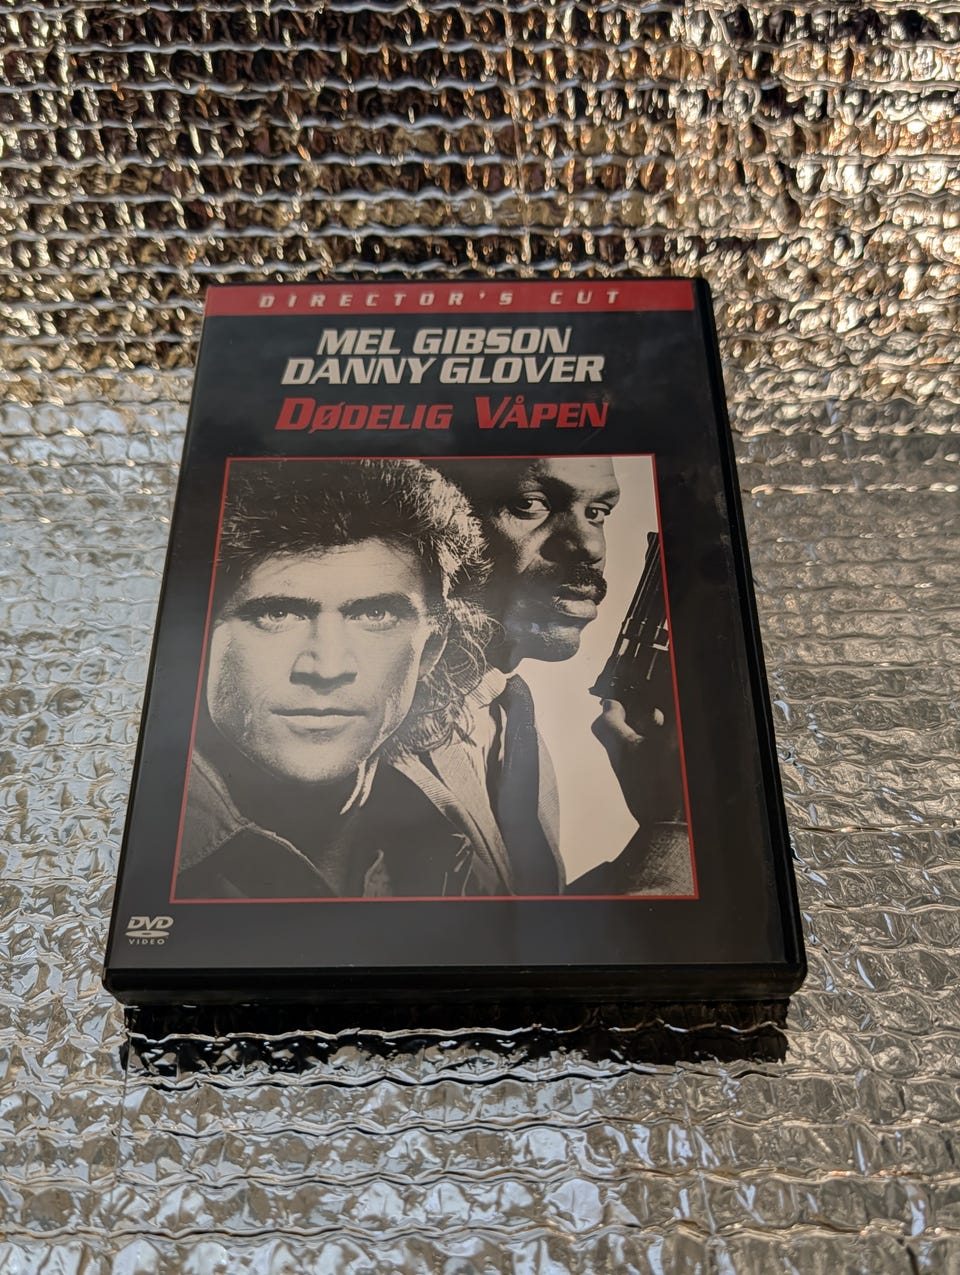 DIRECTOR'S CUT
MEL GIBSON
DANNY GLOVER
DØDELIG VÅPEN
DVD
VIDEO